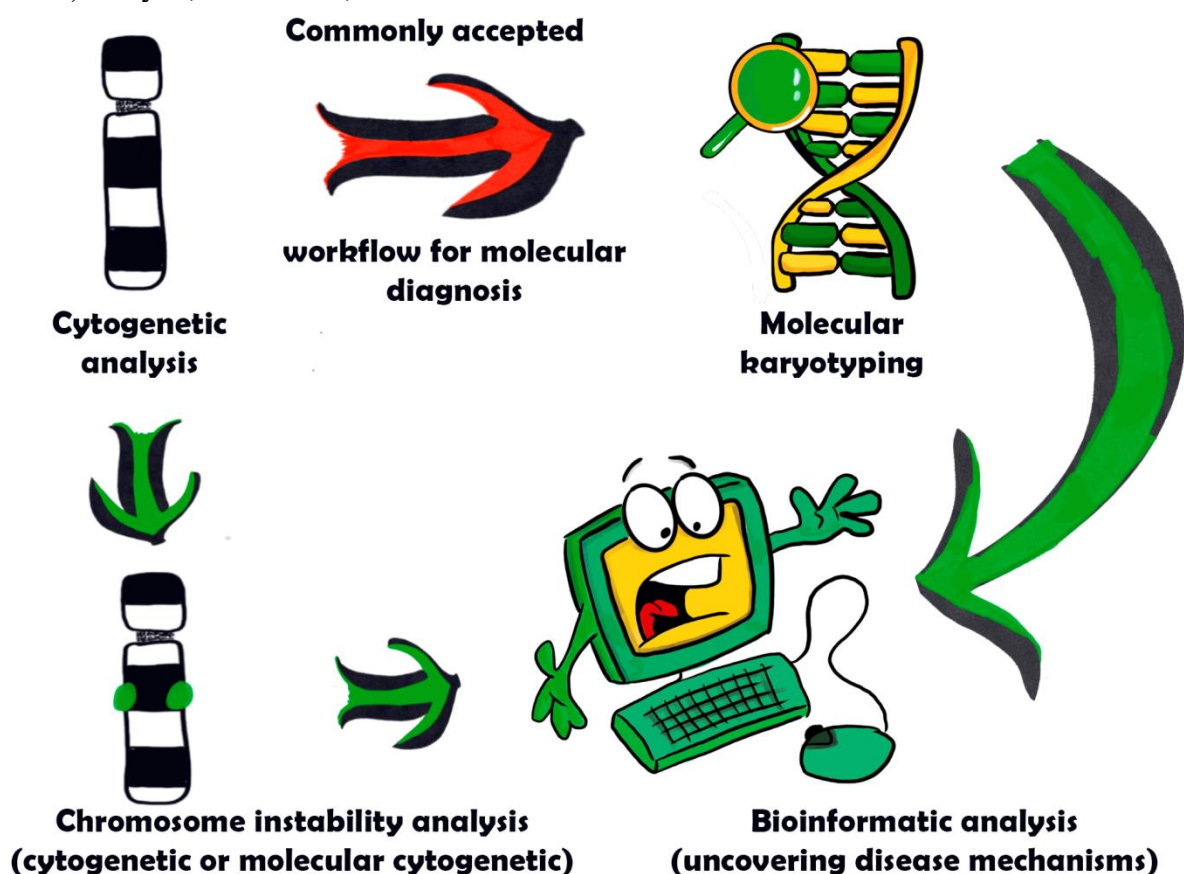 Commonly accepted
workflow for molecular
diagnosis
Cytogenetic
analysis
Molecular
karyotyping
Chromosome instability analysis
(cytogenetic or molecular cytogenetic)
Bioinformatic analysis
(uncovering disease mechanisms)